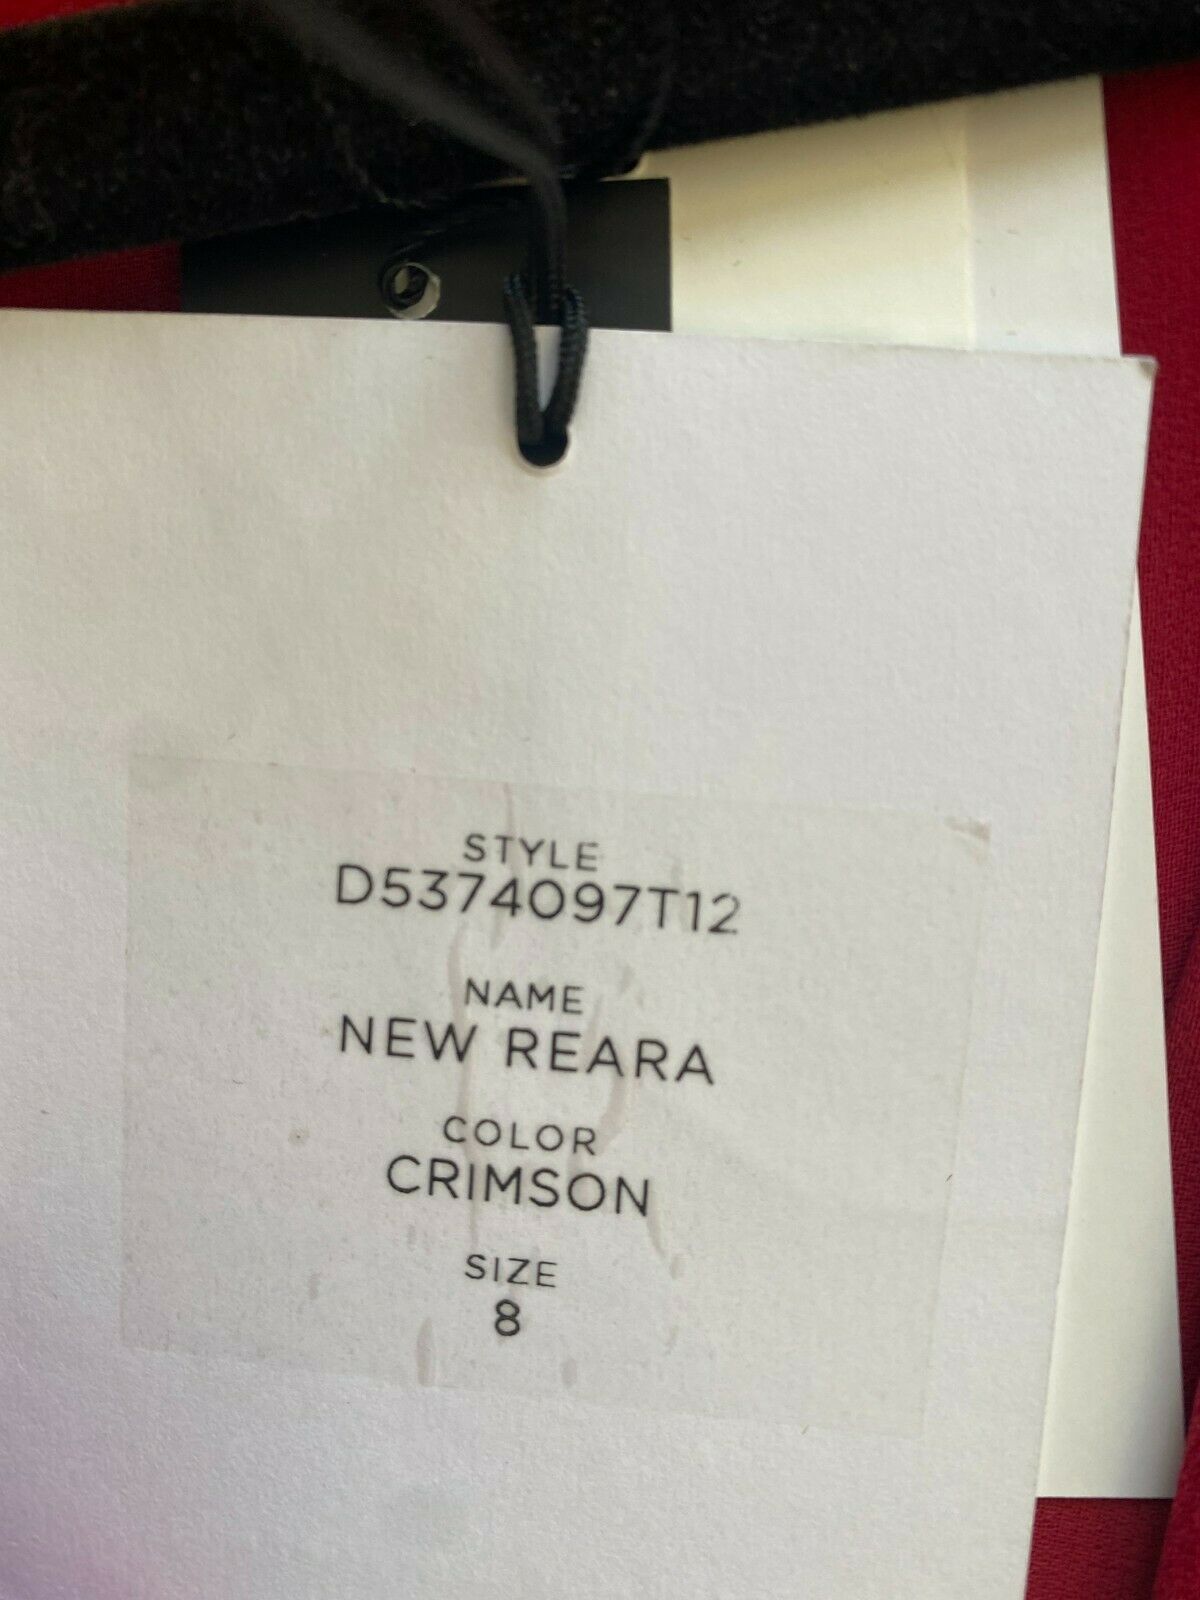 STYLE
D5374097T12
NAME
NEW REARA
COLOR
CRIMSON
SIZE
8